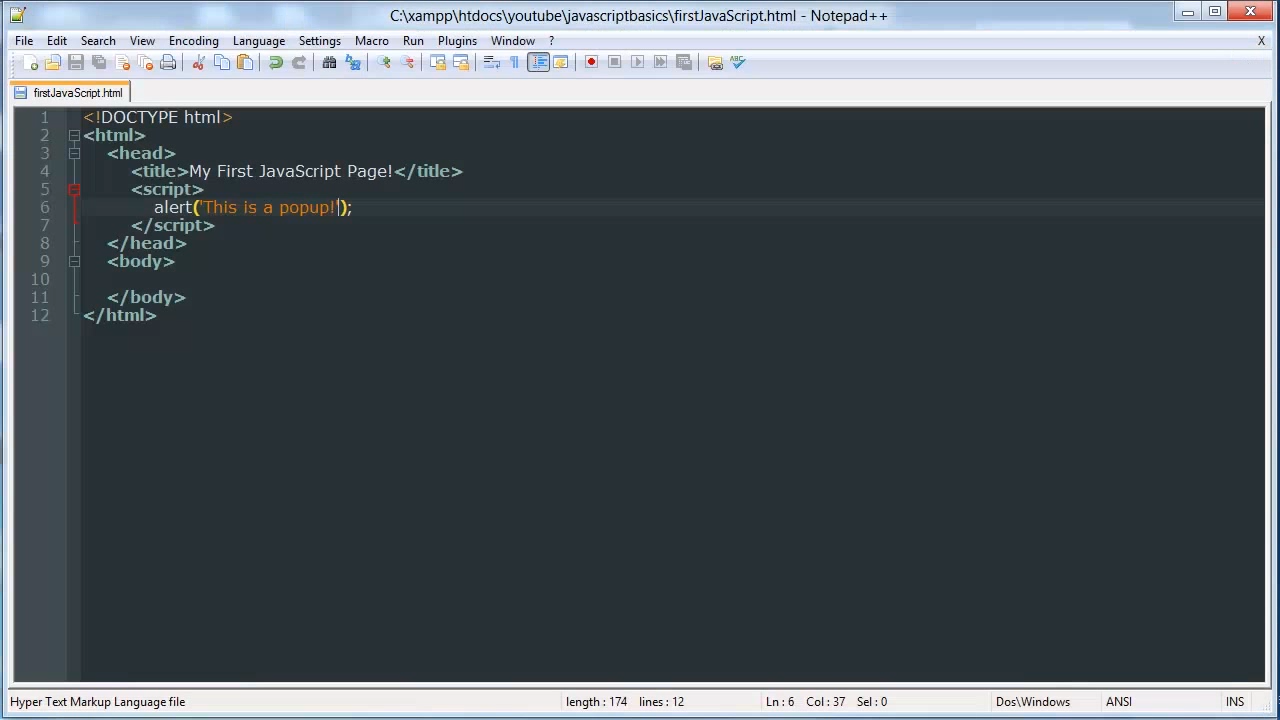 C:\xampp\htdocs\youtube\javascriptbasics\firstJavaScript.html - Notepad++
File Edit Search View Encoding Language Settings Macro Run Plugins Window ? X
ABC
firstJavaScript.html
1 <!DOCTYPE html>
2 <html>
3 <head>
4 <title>My First JavaScript Page!</title>
5 <script>
6 alert('This is a popup!');
7 </script>
8 </head>
9 <body>
10
11 </body>
12 </html>
Hyper Text Markup Language file length : 174 lines : 12 Ln : 6 Col : 37 Sel : 0 Dos\Windows ANSI INS